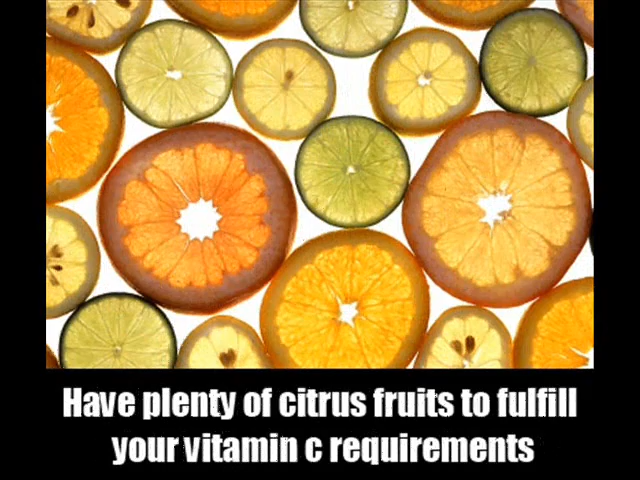 Have plenty of citrus fruits to fulfill
your vitamin c requirements